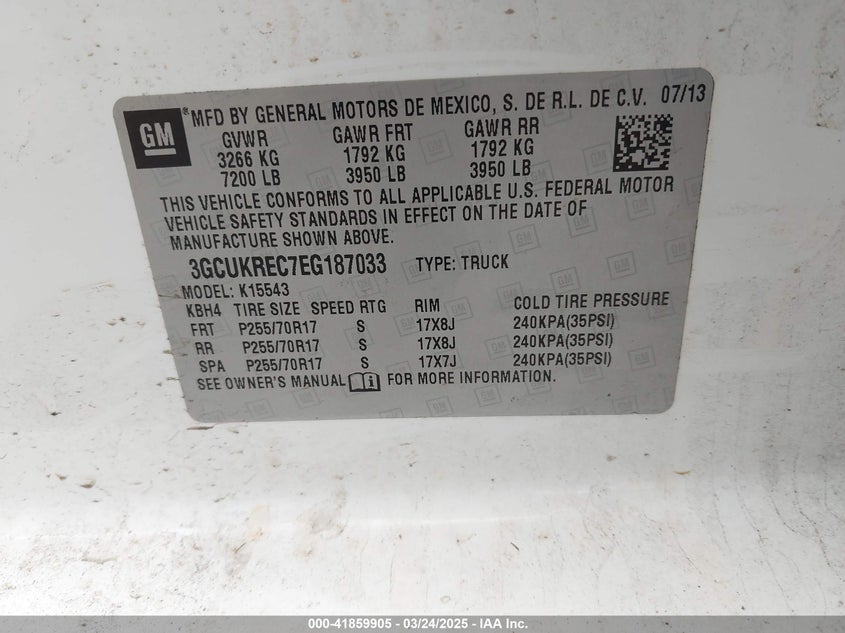 GM
®MFD BY GENERAL MOTORS DE MEXICO, S. DE R.L. DE C.V. 07/13
GVWR GAWR FRT GAWR RR
3266 KG 1792 KG 1792 KG
7200 LB 3950 LB 3950 LB
THIS VEHICLE CONFORMS TO ALL APPLICABLE U.S. FEDERAL MOTOR
VEHICLE SAFETY STANDARDS IN EFFECT ON THE DATE OF
MANUFACTURE SHOWN ABOVE.
3GCUKREC7EG187033 TYPE: TRUCK
MODEL: K15543
KBH4 TIRE SIZE SPEED RTG RIM COLD TIRE PRESSURE
FRT P255/70R17 S 17X8J 240KPA(35PSI)
RR P255/70R17 S 17X8J 240KPA(35PSI)
SPA P255/70R17 S 17X7J 240KPA(35PSI)
SEE OWNER'S MANUAL i FOR MORE INFORMATION.
000-41859905 - 03/24/2025 - IAA Inc.